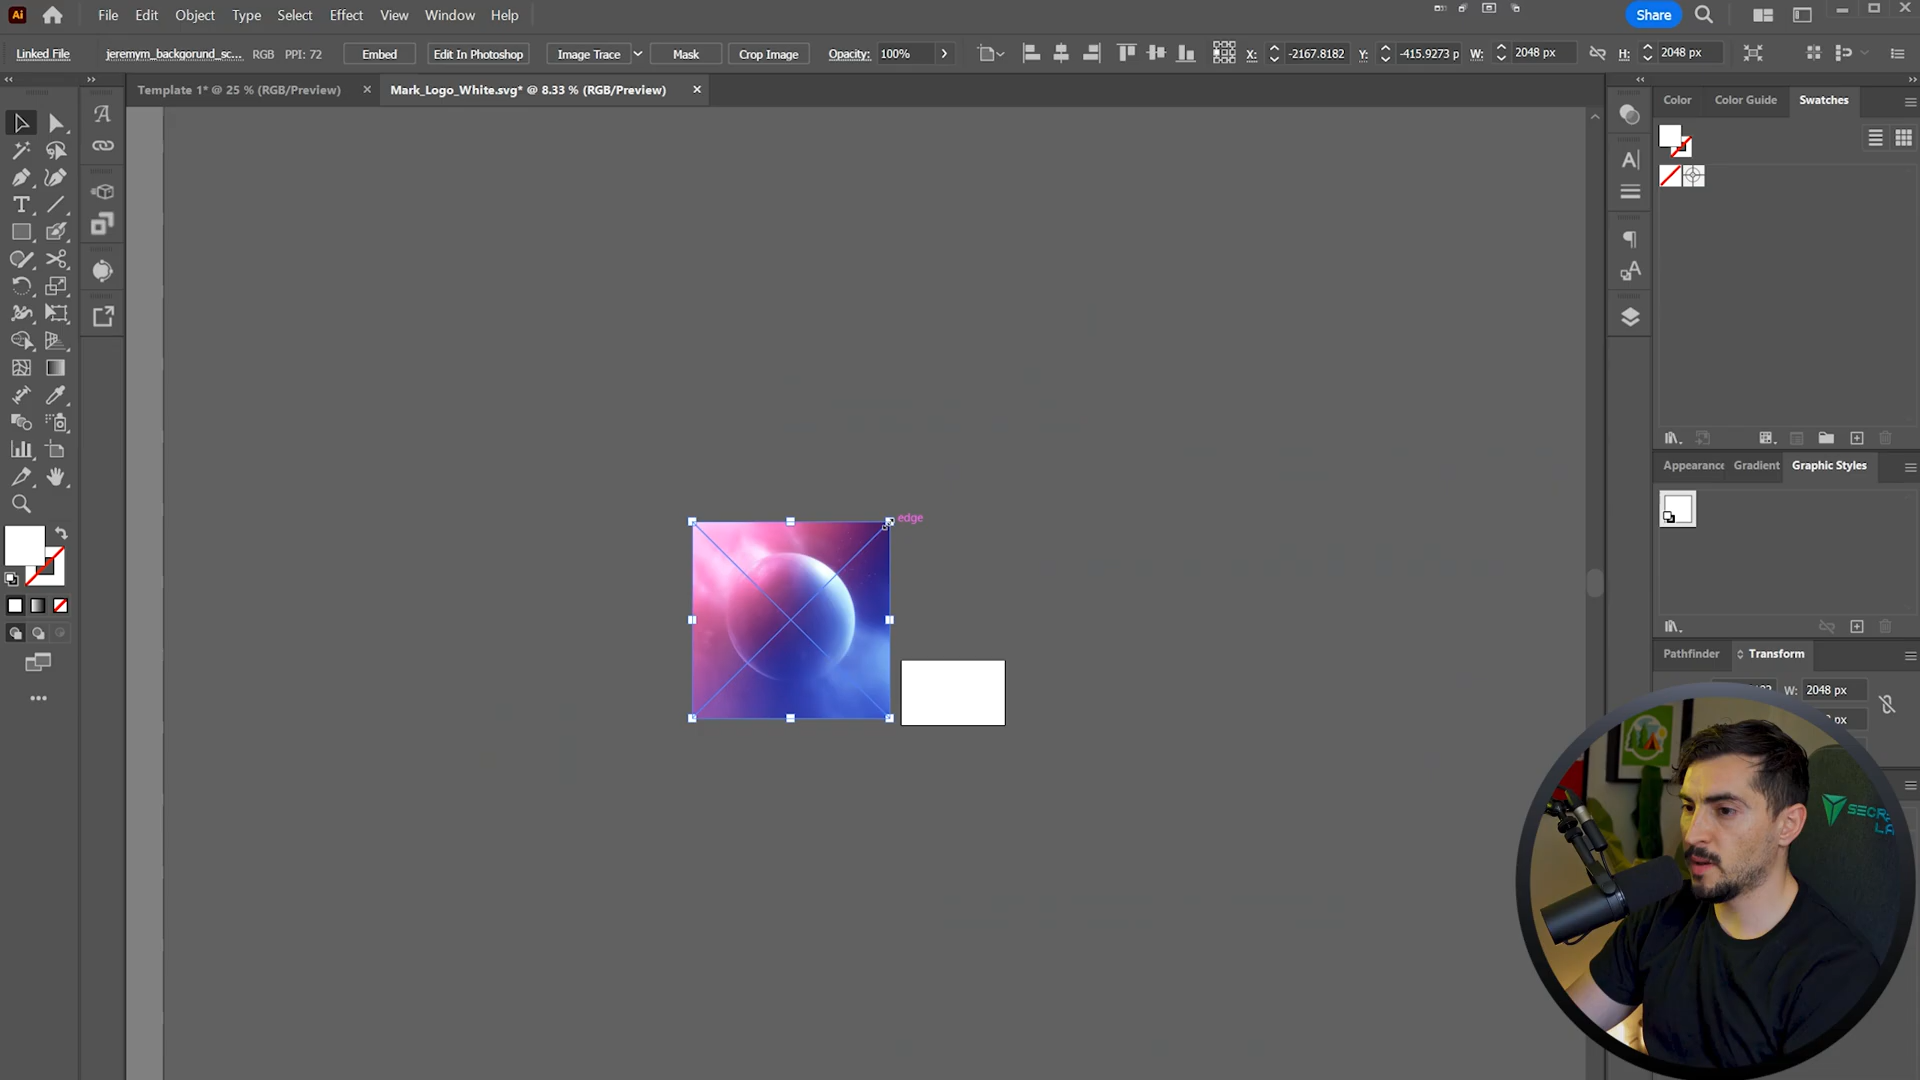 Ai File Edit Object Type Select Effect View Window Help Share
Linked File jeremym_backgorund_sc... RGB PPI: 72 Embed Edit In Photoshop Image Trace Mask Crop Image Opacity: 100% X: -2167.8182 Y: -415.9273 p W: 2048 px H: 2048 px
Template 1* @ 25 % (RGB/Preview) × Mark_Logo_White.svg* @ 8.33 % (RGB/Preview) ×
Color Color Guide Swatches
Appearance Gradient Graphic Styles
edge
Pathfinder Transform
W: 2048 px
px